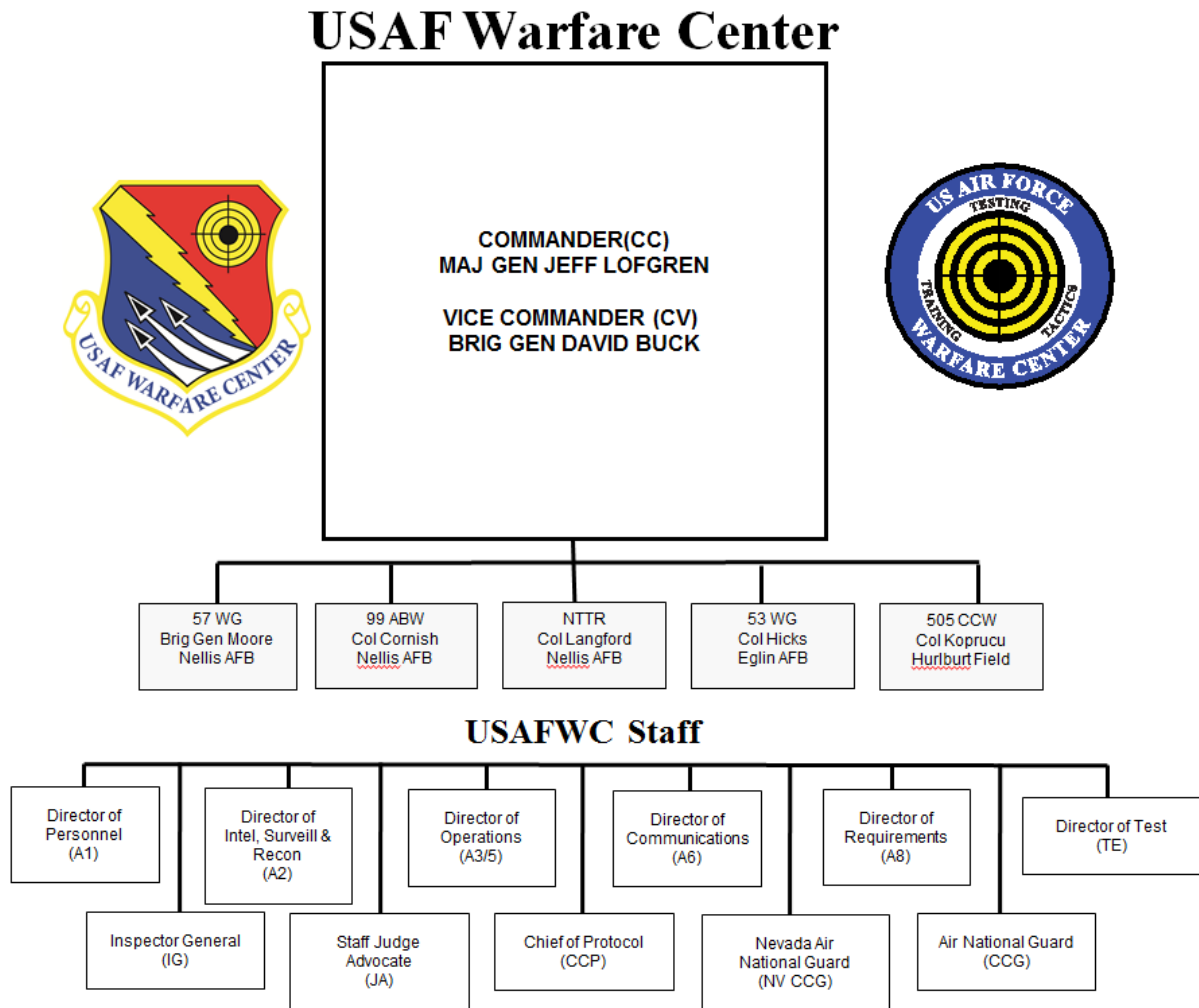 USAF Warfare Center
COMMANDER(CC)
MAJ GEN JEFF LOFGREN
VICE COMMANDER (CV)
BRIG GEN DAVID BUCK
USAF WARFARE CENTER
US AIR FORCE
TESTING
TRAINING
TACTICS
WARFARE CENTER
57 WG
Brig Gen Moore
Nellis AFB
99 ABW
Col Cornish
Nellis AFB
NTTR
Col Langford
Nellis AFB
53 WG
Col Hicks
Eglin AFB
505 CCW
Col Koprucu
Hurlburt Field
USAFWC Staff
Director of
Personnel
(A1)
Director of
Intel, Surveill &
Recon
(A2)
Director of
Operations
(A3/5)
Director of
Communications
(A6)
Director of
Requirements
(A8)
Director of Test
(TE)
Inspector General
(IG)
Staff Judge
Advocate
(JA)
Chief of Protocol
(CCP)
Nevada Air
National Guard
(NV CCG)
Air National Guard
(CCG)